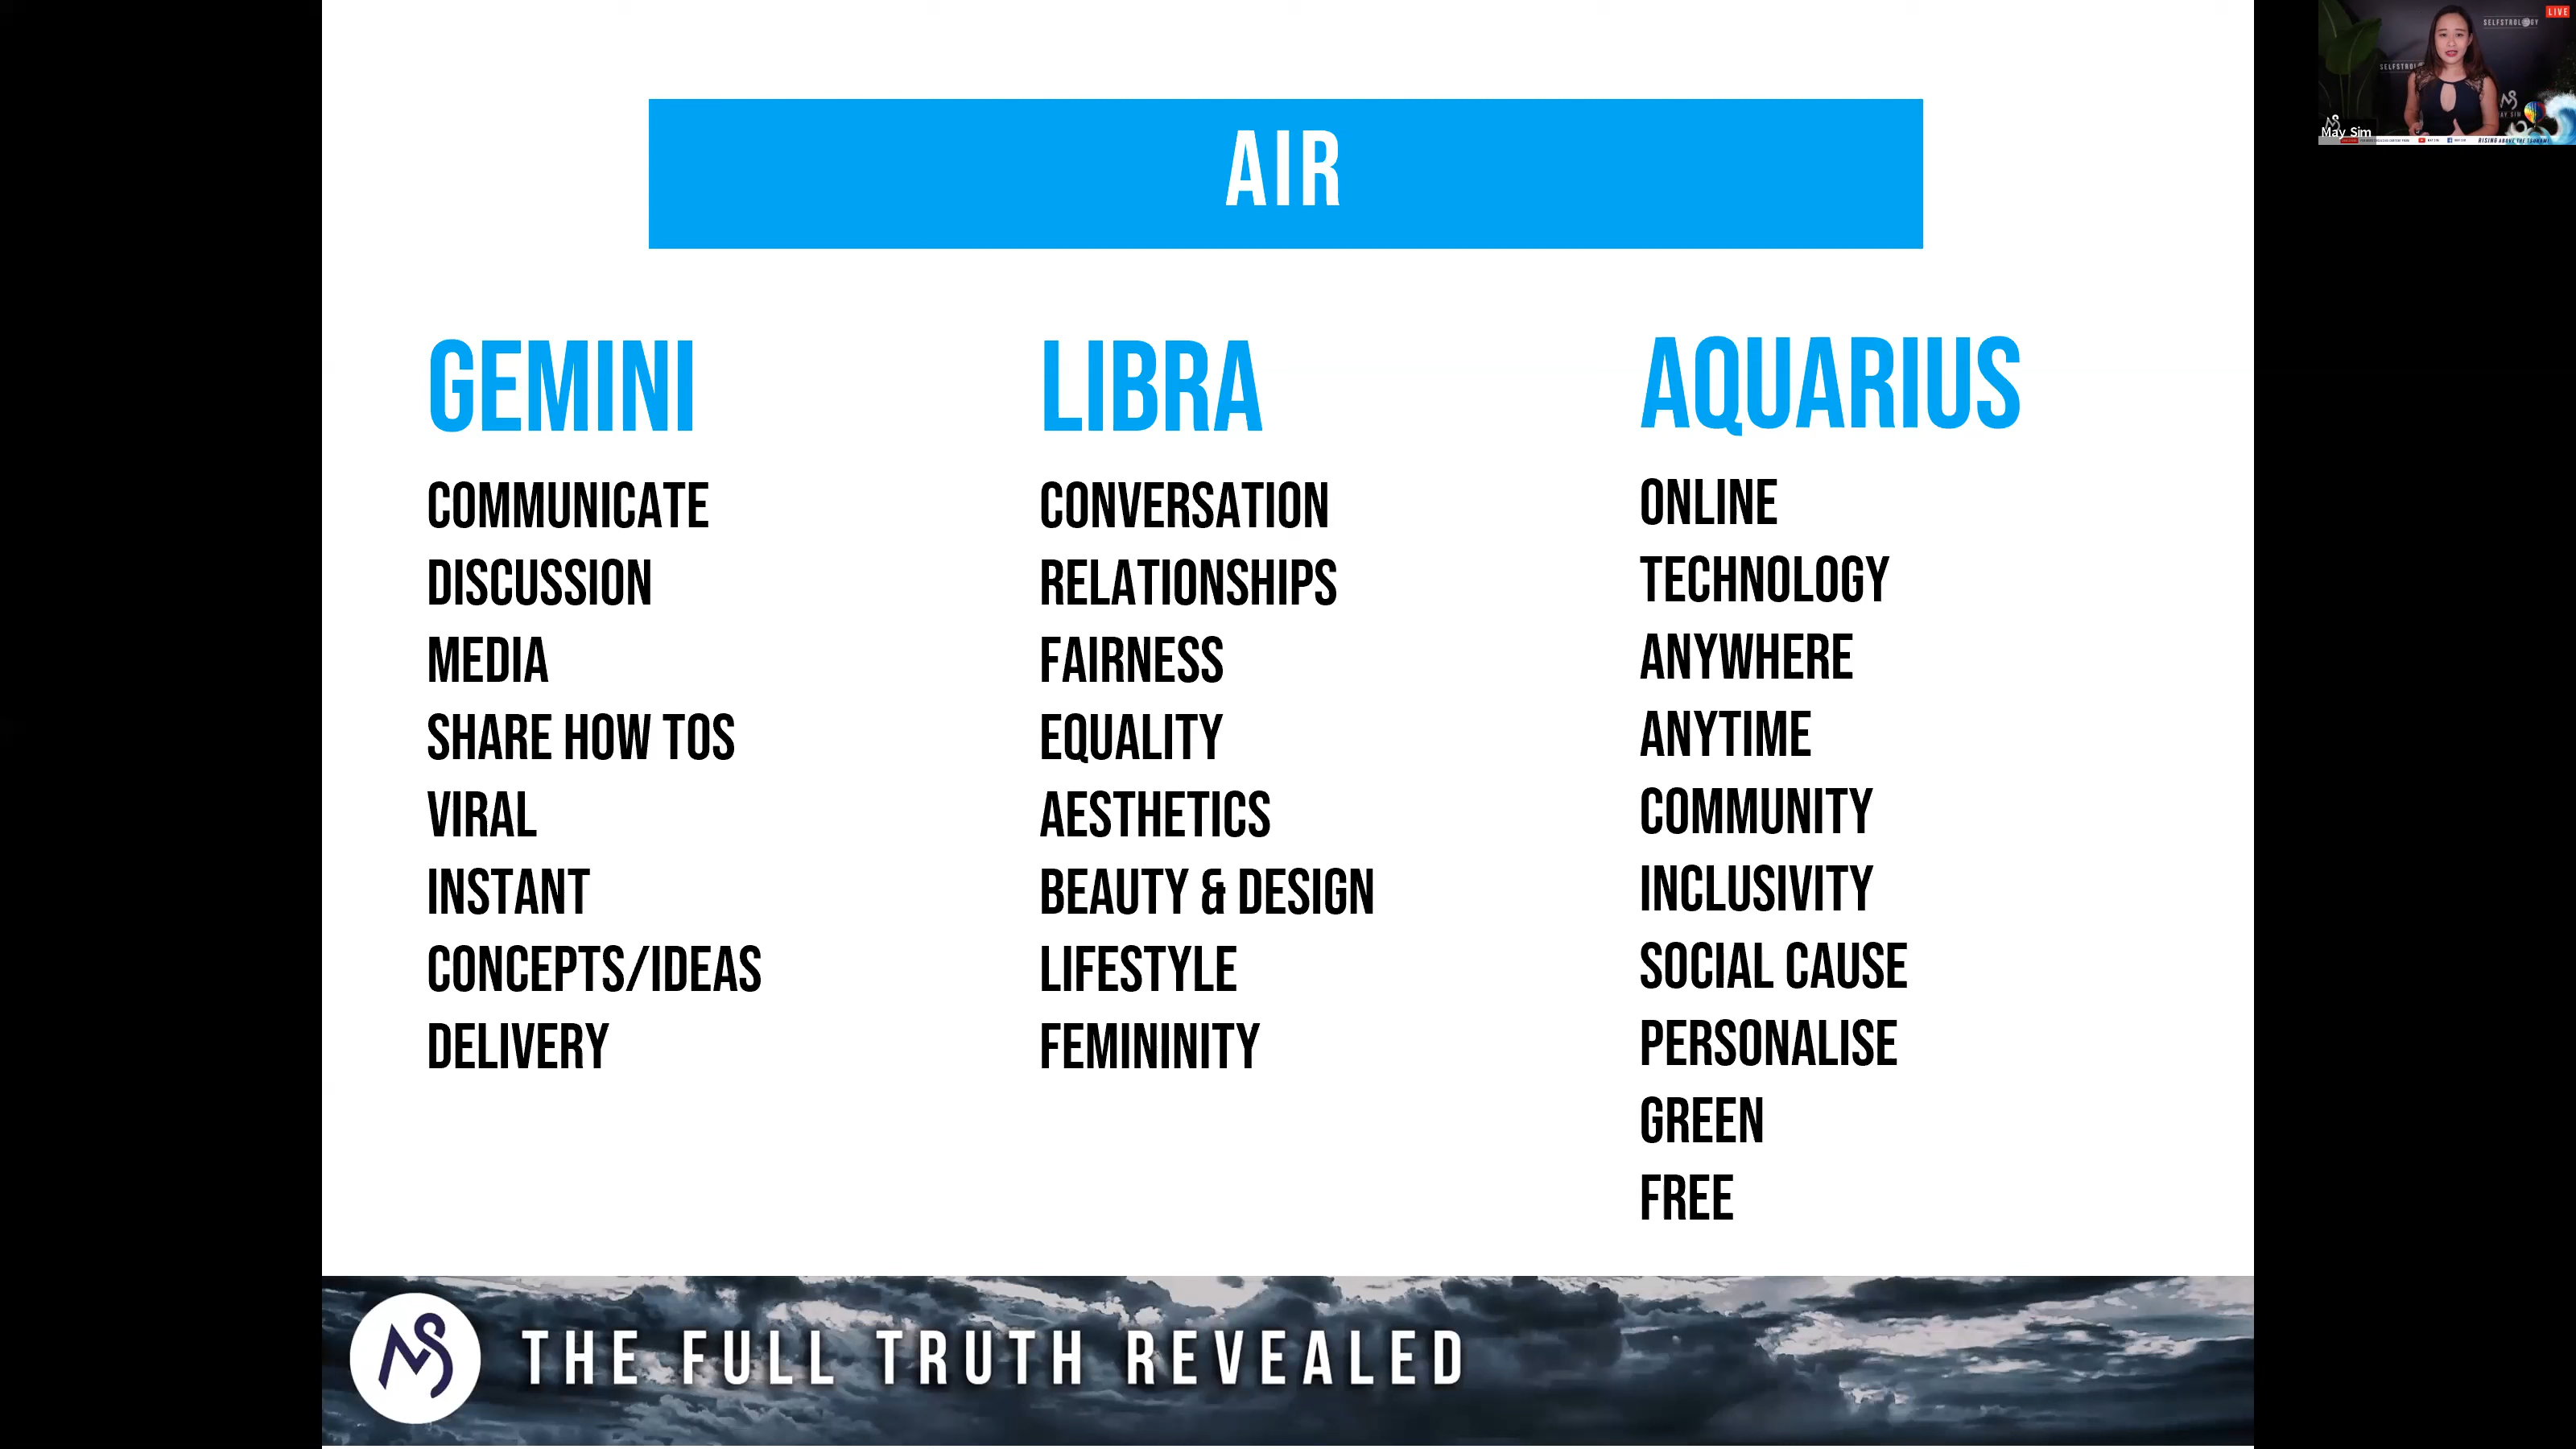 AIR
GEMINI
COMMUNICATE
DISCUSSION
MEDIA
SHARE HOW TOS
VIRAL
INSTANT
CONCEPTS/IDEAS
DELIVERY
LIBRA
CONVERSATION
RELATIONSHIPS
FAIRNESS
EQUALITY
AESTHETICS
BEAUTY & DESIGN
LIFESTYLE
FEMININITY
AQUARIUS
ONLINE
TECHNOLOGY
ANYWHERE
ANYTIME
COMMUNITY
INCLUSIVITY
SOCIAL CAUSE
PERSONALISE
GREEN
FREE
THE FULL TRUTH REVEALED
LIVE
SELFSTROLOGY
May Sim